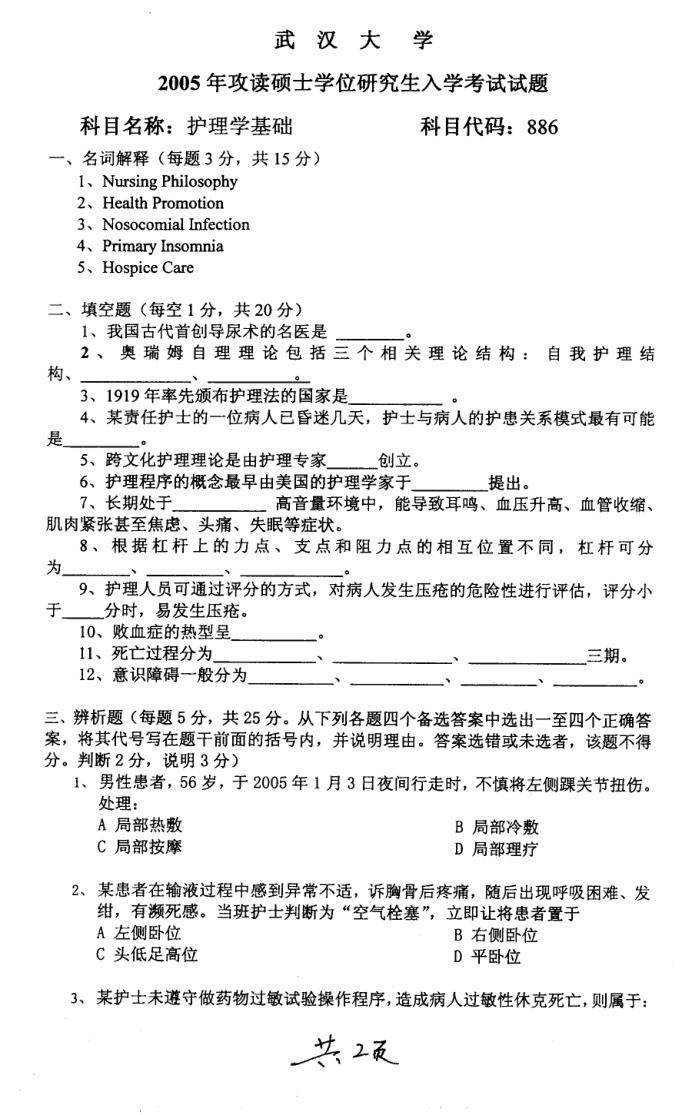 武 汉 大 学
2005 年攻读硕士学位研究生入学考试试题
科目名称：护理学基础 科目代码：886
一、名词解释（每题 3 分，共 15 分）
1、Nursing Philosophy
2、Health Promotion
3、Nosocomial Infection
4、Primary Insomnia
5、Hospice Care
二、填空题（每空 1 分，共 20 分）
1、我国古代首创导尿术的名医是 ________。
2、奥瑞姆自理理论包括三个相关理论结构：自我护理结
构、__________、__________。
3、1919 年率先颁布护理法的国家是__________ 。
4、某责任护士的一位病人已昏迷几天，护士与病人的护患关系模式最有可能
是________。
5、跨文化护理理论是由护理专家_____创立。
6、护理程序的概念最早由美国的护理学家于________提出。
7、长期处于__________ 高音量环境中，能导致耳鸣、血压升高、血管收缩、
肌肉紧张甚至焦虑、头痛、失眠等症状。
8、根据杠杆上的力点、支点和阻力点的相互位置不同，杠杆可分
为_______、________、___________。
9、护理人员可通过评分的方式，对病人发生压疮的危险性进行评估，评分小
于____分时，易发生压疮。
10、败血症的热型呈_________。
11、死亡过程分为___________、____________、____________三期。
12、意识障碍一般分为_________、_________、________、________、_________。
三、辨析题（每题 5 分，共 25 分。从下列各题四个备选答案中选出一至四个正确答
案，将其代号写在题干前面的括号内，并说明理由。答案选错或未选者，该题不得
分。判断 2 分，说明 3 分）
1、 男性患者，56 岁，于 2005 年 1 月 3 日夜间行走时，不慎将左侧踝关节扭伤。
处理：
A 局部热敷 B 局部冷敷
C 局部按摩 D 局部理疗
2、 某患者在输液过程中感到异常不适，诉胸骨后疼痛，随后出现呼吸困难、发
绀，有濒死感。当班护士判断为“空气栓塞”，立即让将患者置于
A 左侧卧位 B 右侧卧位
C 头低足高位 D 平卧位
3、 某护士未遵守做药物过敏试验操作程序，造成病人过敏性休克死亡，则属于：
共 2 页